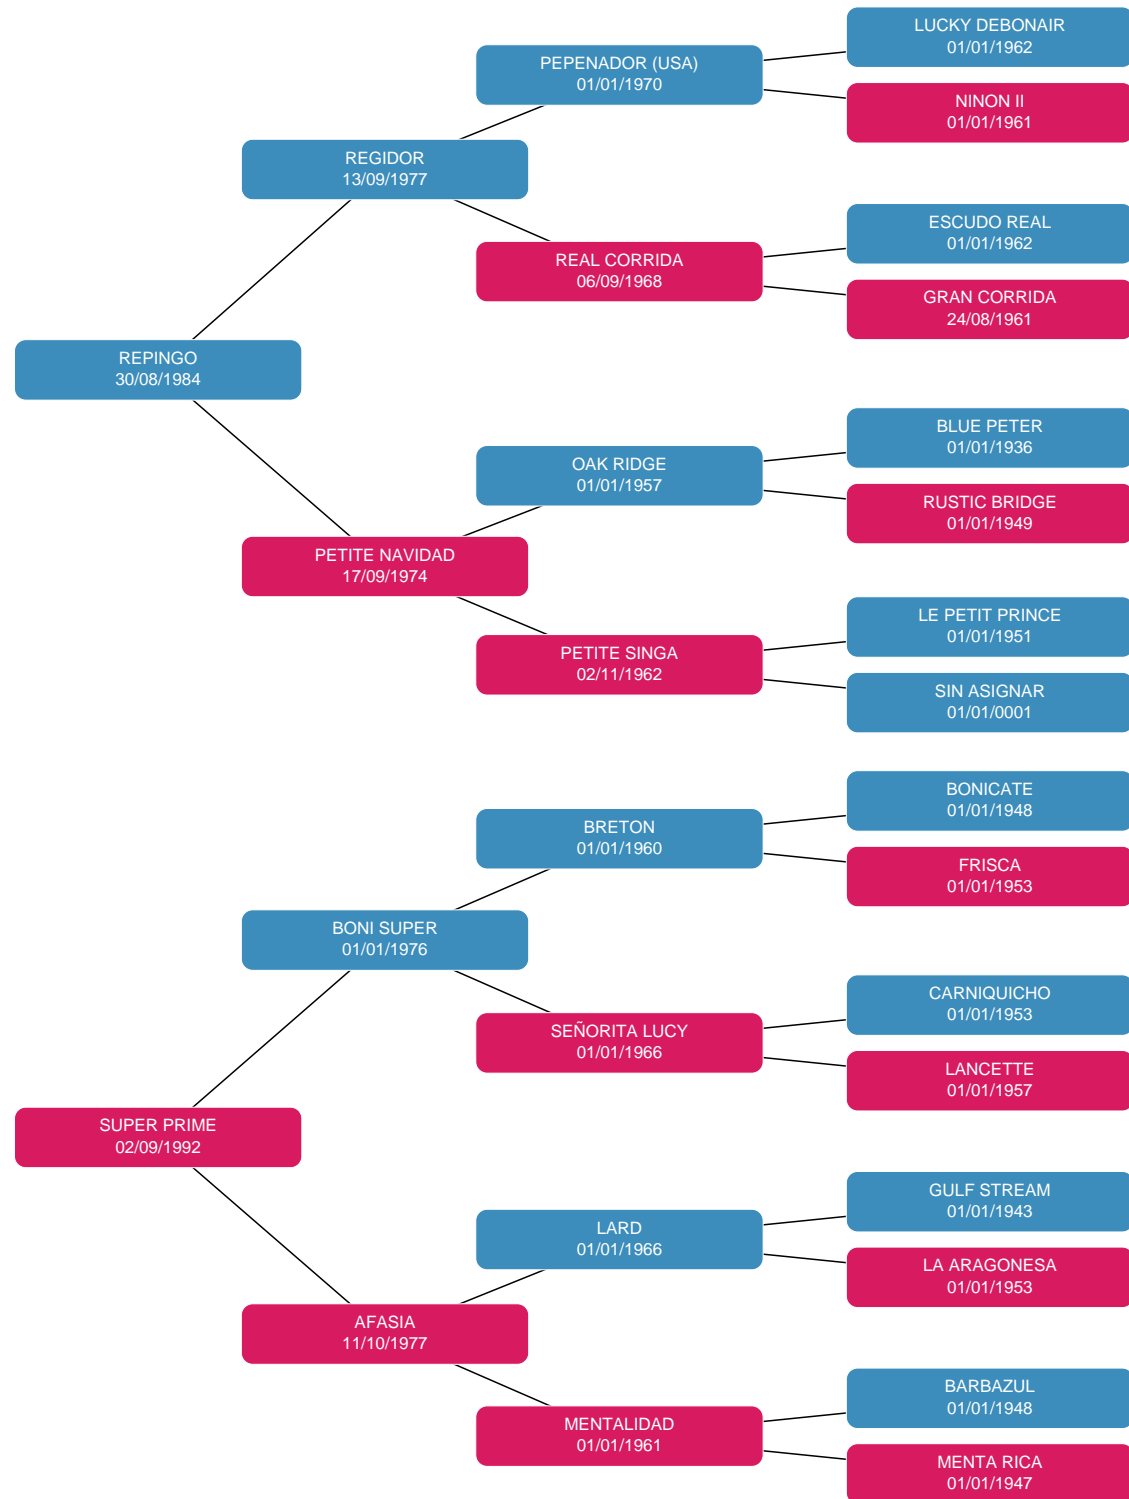 LUCKY DEBONAIR
01/01/1962
PEPENADOR (USA)
01/01/1970
NINON II
01/01/1961
REGIDOR
13/09/1977
ESCUDO REAL
01/01/1962
REAL CORRIDA
06/09/1968
GRAN CORRIDA
24/08/1961
REPINGO
30/08/1984
BLUE PETER
01/01/1936
OAK RIDGE
01/01/1957
RUSTIC BRIDGE
01/01/1949
PETITE NAVIDAD
17/09/1974
LE PETIT PRINCE
01/01/1951
PETITE SINGA
02/11/1962
SIN ASIGNAR
01/01/0001
BONICATE
01/01/1948
BRETON
01/01/1960
FRISCA
01/01/1953
BONI SUPER
01/01/1976
CARNIQUICHO
01/01/1953
SEÑORITA LUCY
01/01/1966
LANCETTE
01/01/1957
SUPER PRIME
02/09/1992
GULF STREAM
01/01/1943
LARD
01/01/1966
LA ARAGONESA
01/01/1953
AFASIA
11/10/1977
BARBAZUL
01/01/1948
MENTALIDAD
01/01/1961
MENTA RICA
01/01/1947